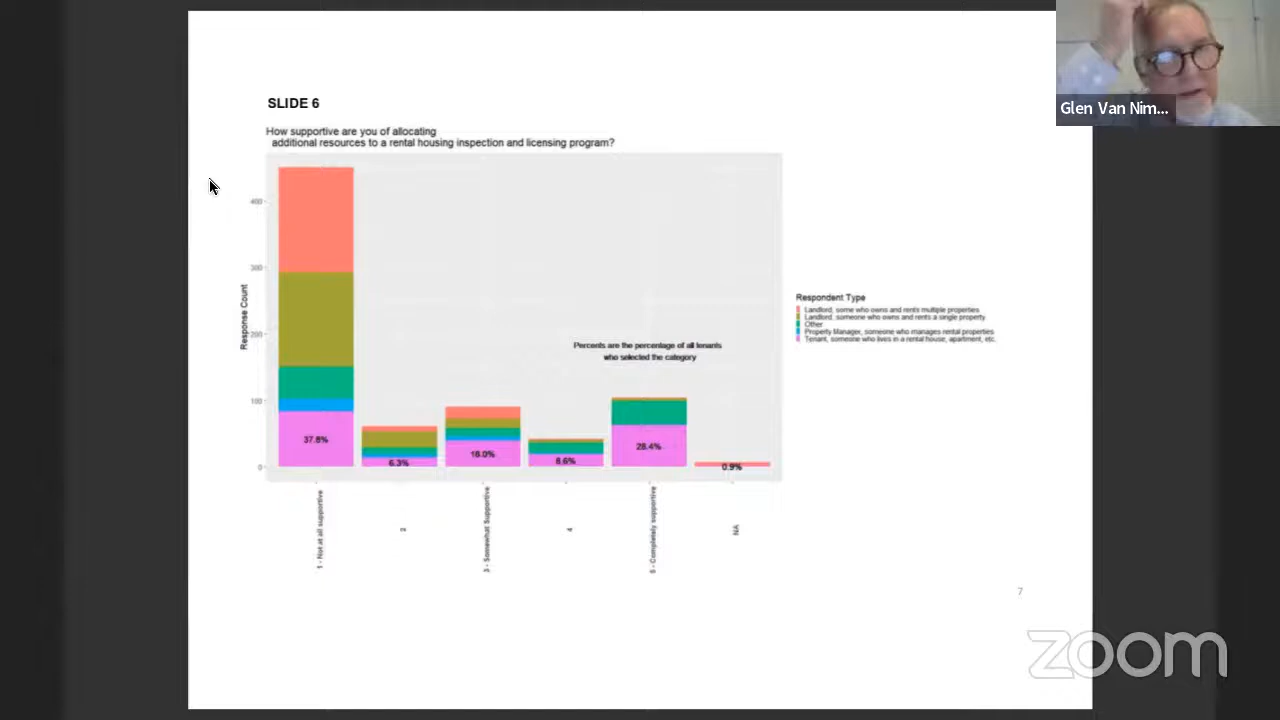 Glen Van Nim...
SLIDE 6
How supportive are you of allocating
additional resources to a rental housing inspection and licensing program?
Response Count
400
300
200
100
0
Percents are the percentage of all tenants
who selected the category
37.8%
6.3%
18.0%
8.6%
28.4%
0.9%
1 - Not at all supportive
2
3 - Somewhat Supportive
4
5 - Completely supportive
NA
Respondent Type
Landlord, some who owns and rents multiple properties
Landlord, someone who owns and rents a single property
Other
Property Manager, someone who manages rental properties
Tenant, someone who lives in a rental house, apartment, etc.
7
zoom